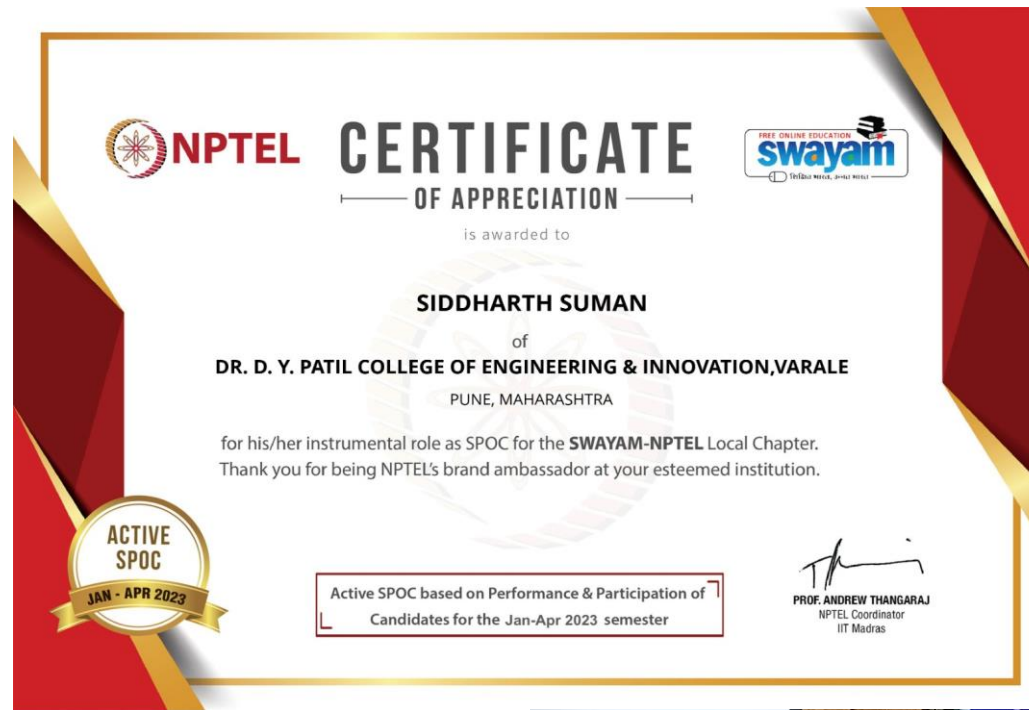 NPTEL
CERTIFICATE
OF APPRECIATION
FREE ONLINE EDUCATION
swayam
is awarded to
SIDDHARTH SUMAN
of
DR. D. Y. PATIL COLLEGE OF ENGINEERING & INNOVATION,VARALE
PUNE, MAHARASHTRA
for his/her instrumental role as SPOC for the SWAYAM-NPTEL Local Chapter.
Thank you for being NPTEL's brand ambassador at your esteemed institution.
ACTIVE
SPOC
JAN - APR 2023
Active SPOC based on Performance & Participation of
Candidates for the Jan-Apr 2023 semester
PROF. ANDREW THANGARAJ
NPTEL Coordinator
IIT Madras